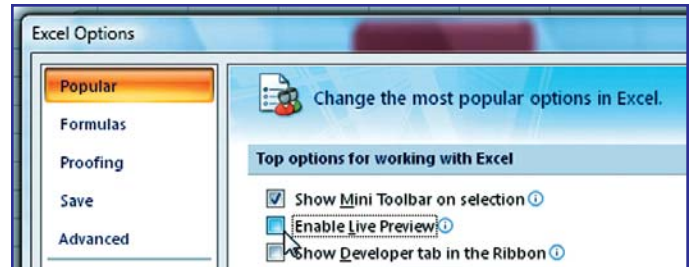 Excel Options
Popular
Formulas
Proofing
Save
Advanced
Change the most popular options in Excel.
Top options for working with Excel
Show Mini Toolbar on selection
Enable Live Preview
Show Developer tab in the Ribbon